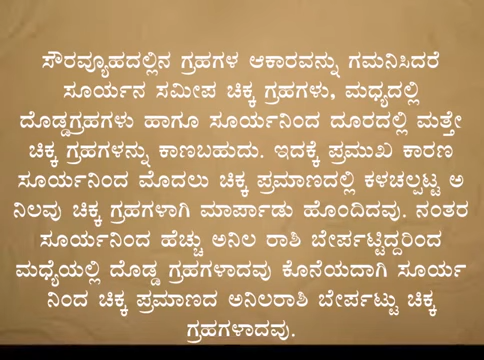 ಸೌರವ್ಯೂಹದಲ್ಲಿನ ಗ್ರಹಗಳ ಆಕಾರವನ್ನು ಗಮನಿಸಿದರೆ
ಸೂರ್ಯನ ಸಮೀಪ ಚಿಕ್ಕ ಗ್ರಹಗಳು, ಮಧ್ಯದಲ್ಲಿ
ದೊಡ್ಡಗ್ರಹಗಳು ಹಾಗೂ ಸೂರ್ಯನಿಂದ ದೂರದಲ್ಲಿ ಮತ್ತೇ
ಚಿಕ್ಕ ಗ್ರಹಗಳನ್ನು ಕಾಣಬಹುದು. ಇದಕ್ಕೆ ಪ್ರಮುಖ ಕಾರಣ
ಸೂರ್ಯನಿಂದ ಮೊದಲು ಚಿಕ್ಕ ಪ್ರಮಾಣದಲ್ಲಿ ಕಳಚಲ್ಪಟ್ಟ ಅ
ನಿಲವು ಚಿಕ್ಕ ಗ್ರಹಗಳಾಗಿ ಮಾರ್ಪಾಡು ಹೊಂದಿದವು. ನಂತರ
ಸೂರ್ಯನಿಂದ ಹೆಚ್ಚು ಅನಿಲ ರಾಶಿ ಬೇರ್ಪಟ್ಟಿದ್ದರಿಂದ
ಮಧ್ಯೆಯಲ್ಲಿ ದೊಡ್ಡ ಗ್ರಹಗಳಾದವು ಕೊನೆಯದಾಗಿ ಸೂರ್ಯ
ನಿಂದ ಚಿಕ್ಕ ಪ್ರಮಾಣದ ಅನಿಲರಾಶಿ ಬೇರ್ಪಟ್ಟು ಚಿಕ್ಕ
ಗ್ರಹಗಳಾದವು.